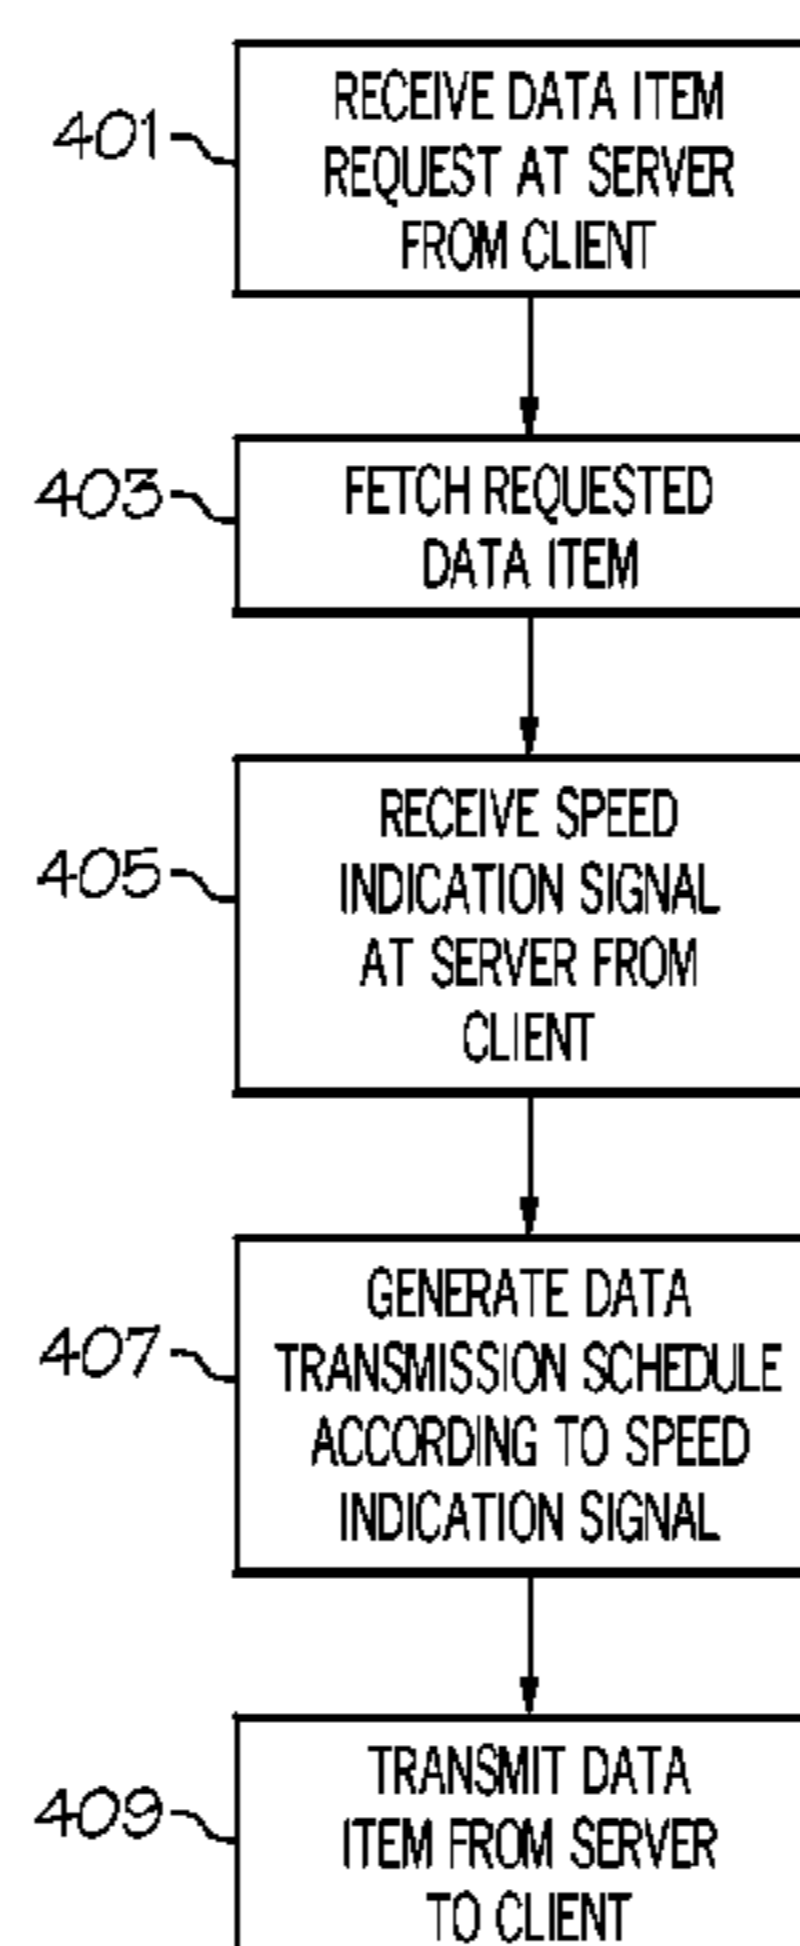 401
RECEIVE DATA ITEM
REQUEST AT SERVER
FROM CLIENT
403
FETCH REQUESTED
DATA ITEM
405
RECEIVE SPEED
INDICATION SIGNAL
AT SERVER FROM
CLIENT
407
GENERATE DATA
TRANSMISSION SCHEDULE
ACCORDING TO SPEED
INDICATION SIGNAL
409
TRANSMIT DATA
ITEM FROM SERVER
TO CLIENT